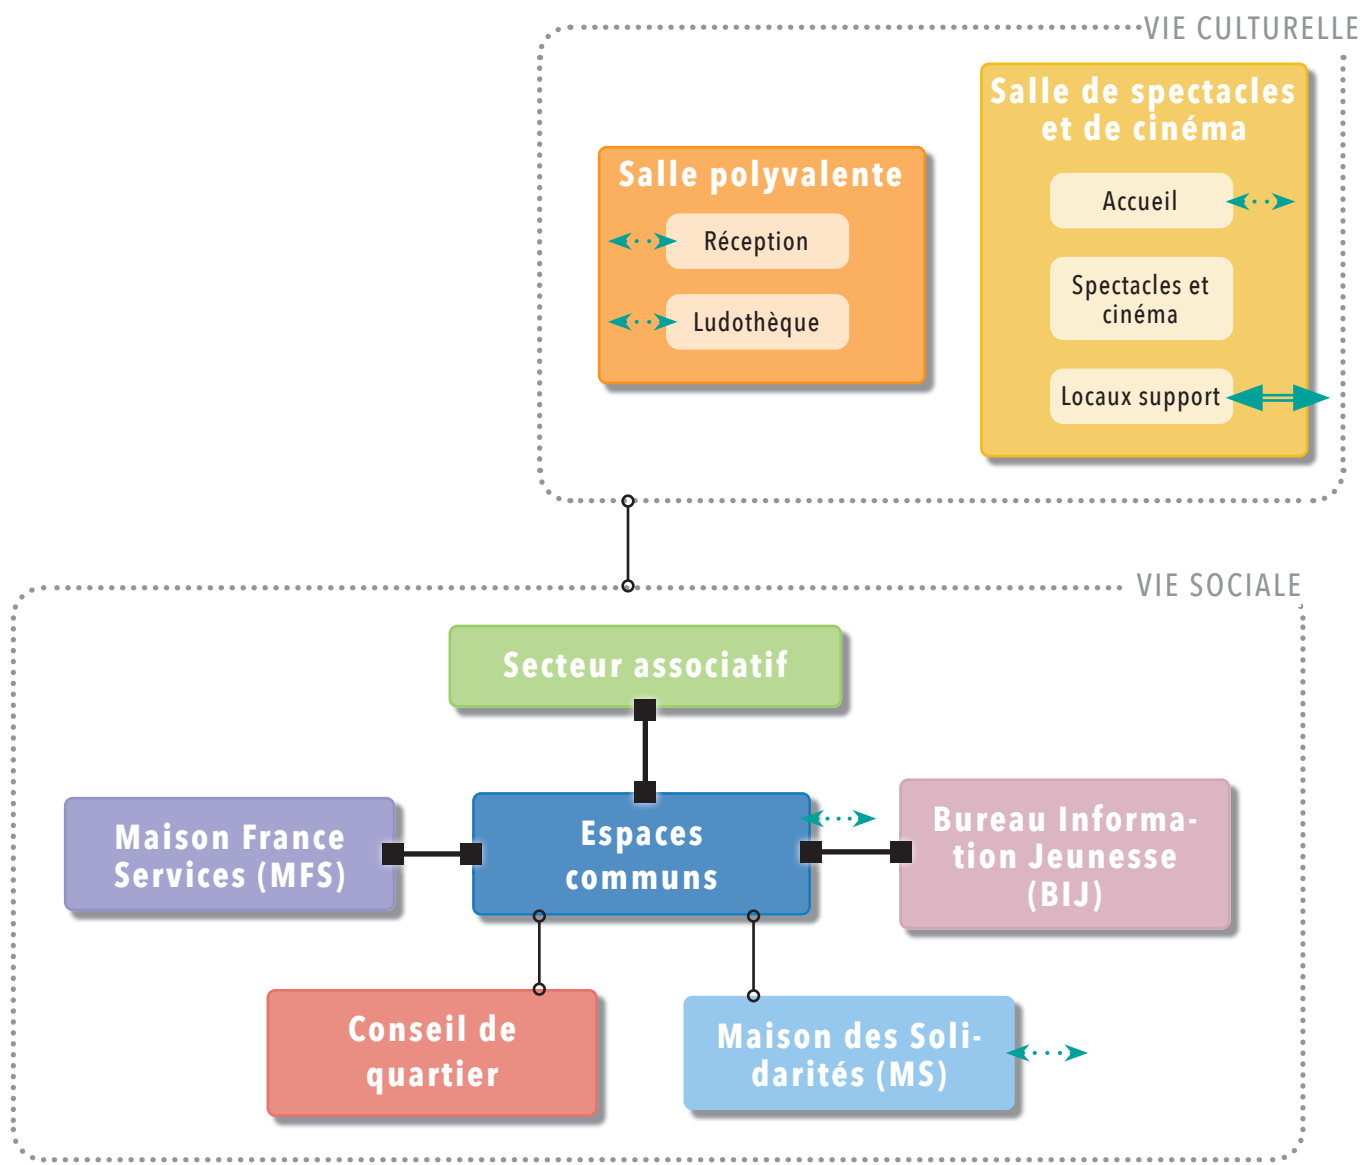 VIE CULTURELLE
Salle de spectacles
et de cinéma
Accueil
Spectacles et
cinéma
Locaux support
Salle polyvalente
Réception
Ludothèque
VIE SOCIALE
Secteur associatif
Maison France
Services (MFS)
Espaces
communs
Bureau Informa-
tion Jeunesse
(BIJ)
Conseil de
quartier
Maison des Soli-
darités (MS)